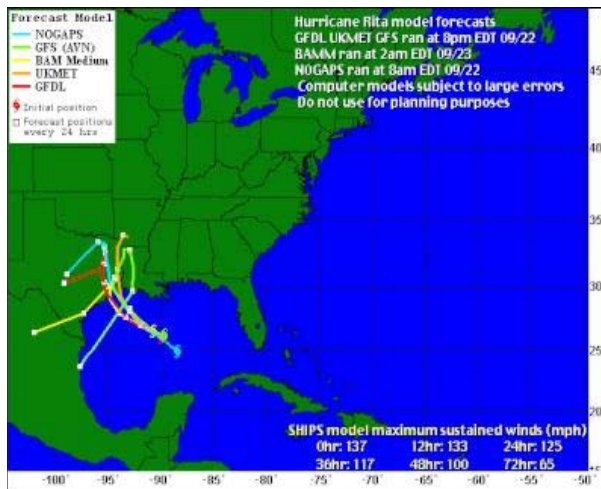 Forecast Model
NOGAPS
GFS (AVN)
BAM Medium
UKMET
GFDL
Initial position
Forecast positions
every 24 hrs
Hurricane Rita model forecasts
GFDL UKMET GFS ran at 8pm EDT 09/22
BAMM ran at 2am EDT 09/23
NOGAPS ran at 8am EDT 09/22
Computer models subject to large errors
Do not use for planning purposes
45
40
35
30
25
20
SHIPS model maximum sustained winds (mph)
0hr: 137 12hr: 133 24hr: 125
36hr: 117 48hr: 100 72hr: 65
-100 -95 -90 -85 -80 -75 -70 -65 -60 -55 -50